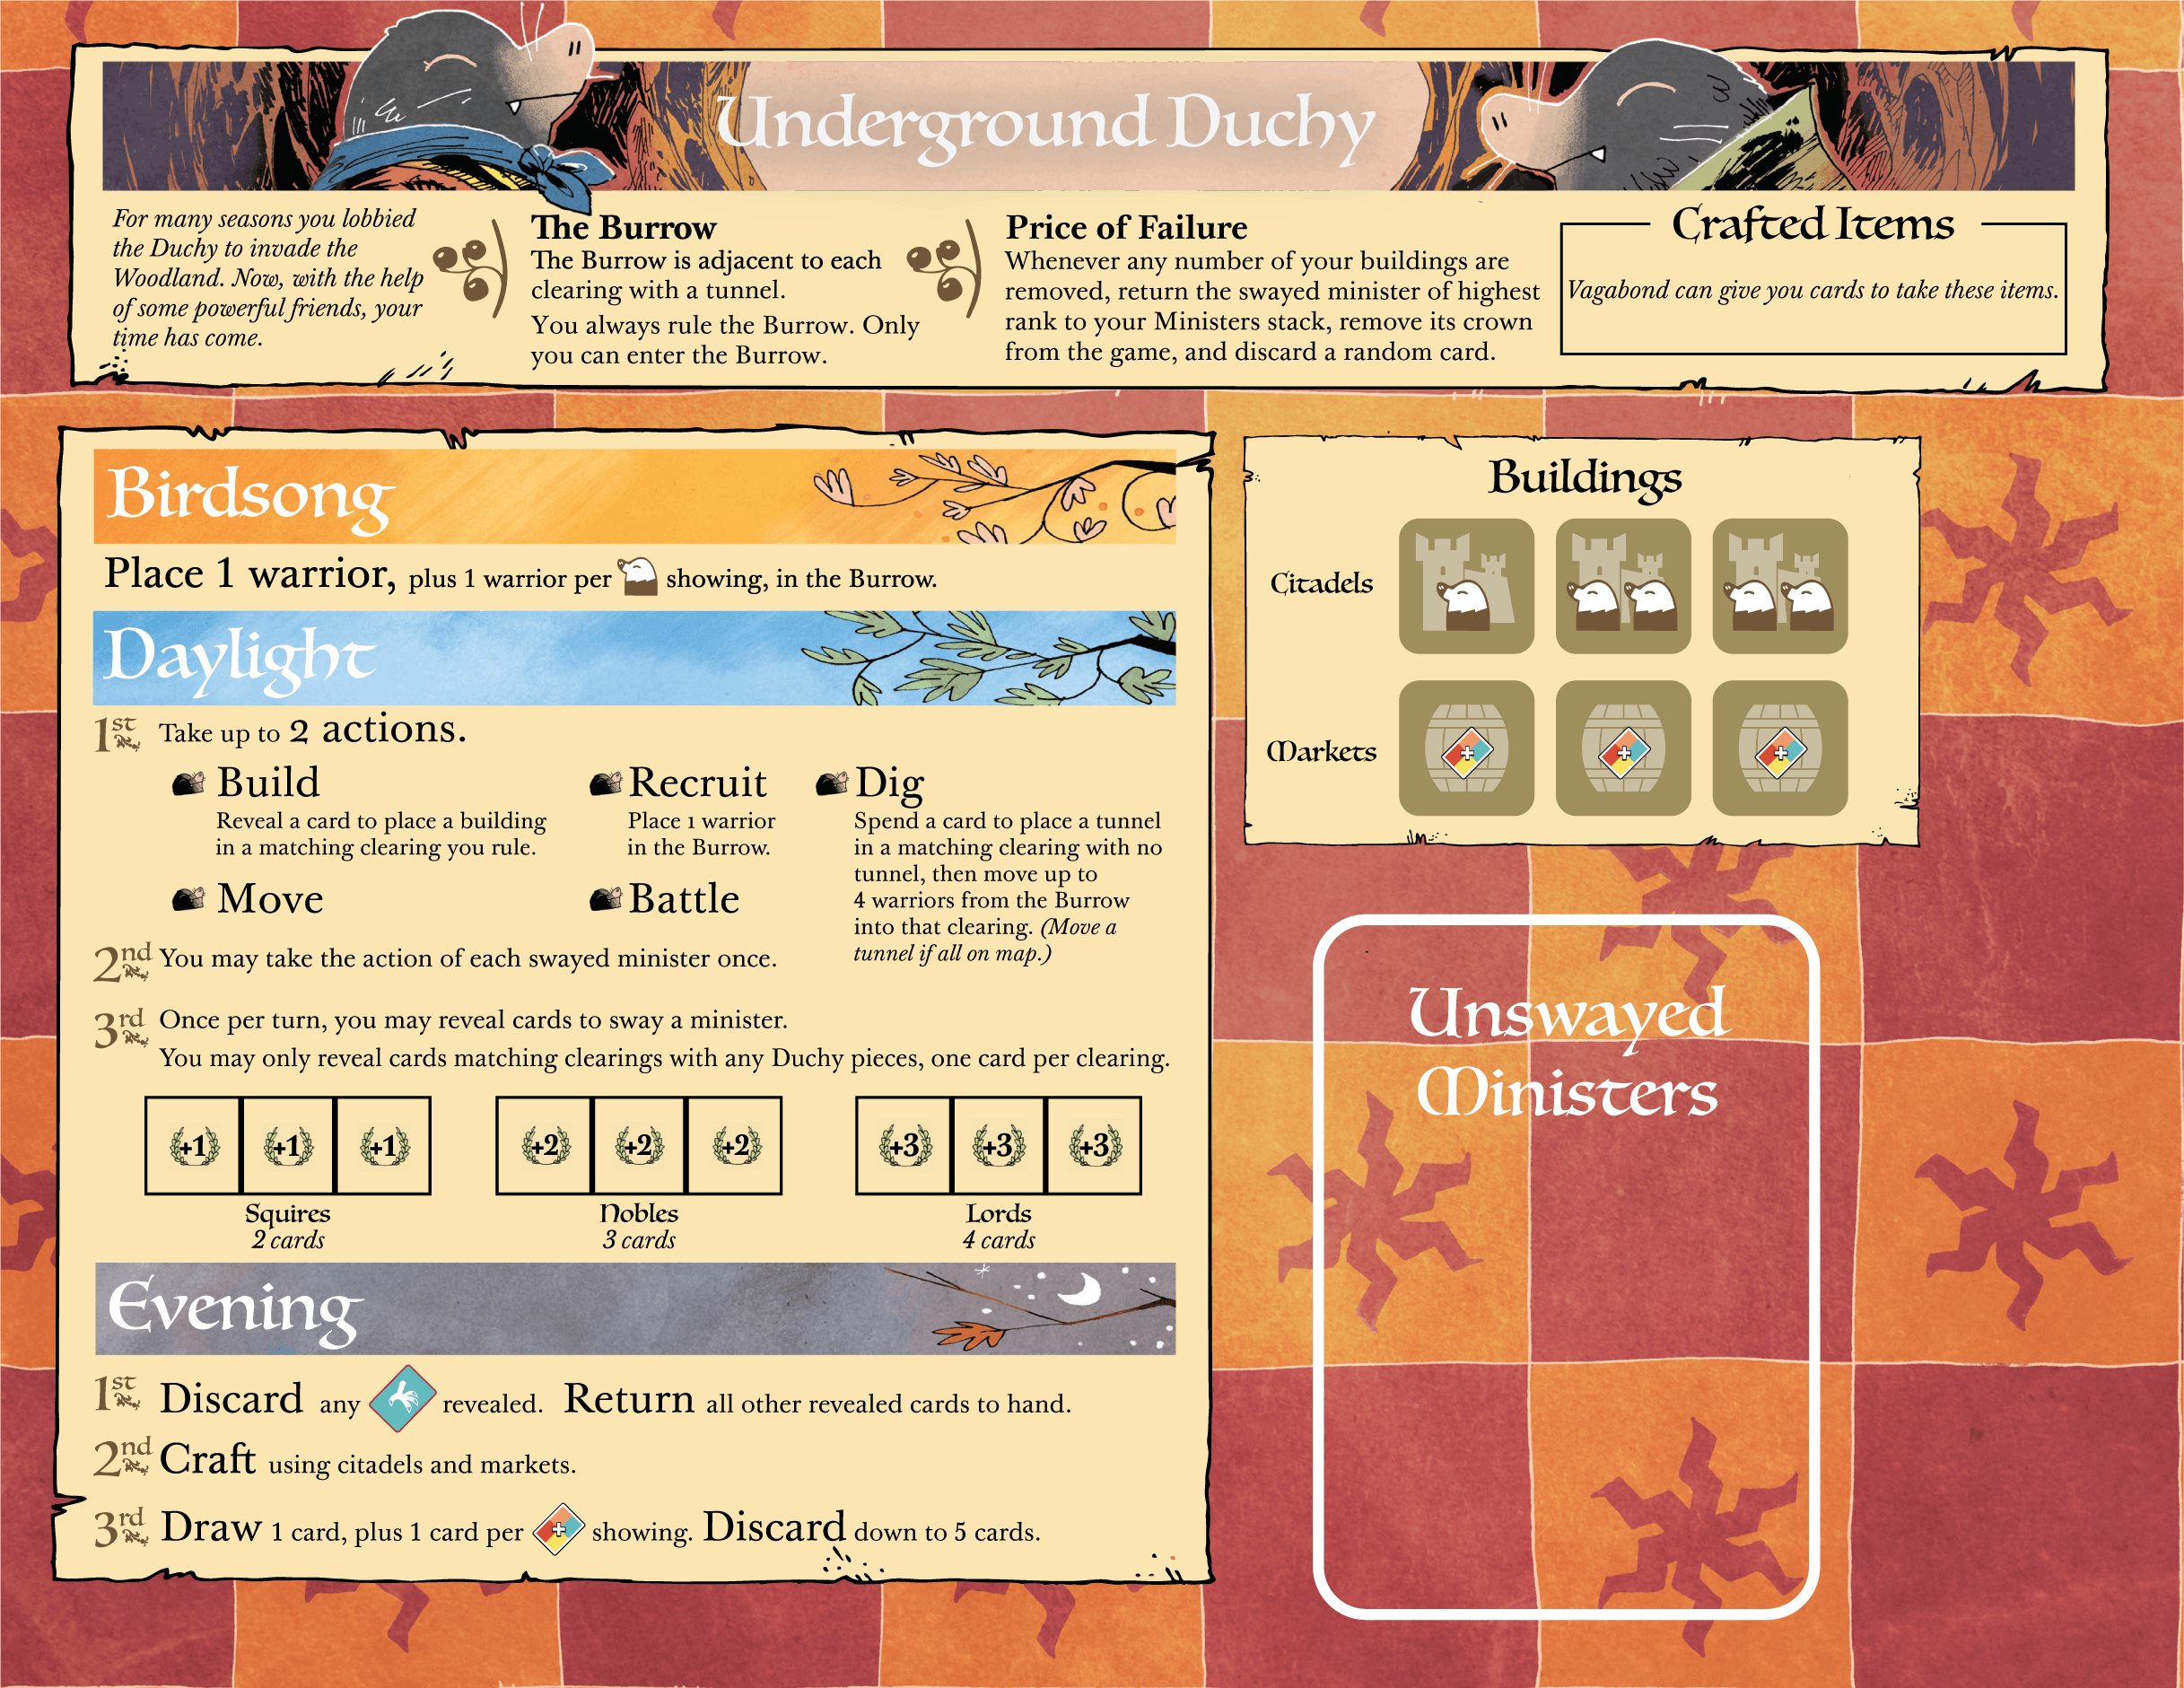 Underground Duchy
For many seasons you lobbied
the Duchy to invade the
Woodland. Now, with the help
of some powerful friends, your
time has come.
The Burrow
The Burrow is adjacent to each
clearing with a tunnel.
You always rule the Burrow. Only
you can enter the Burrow.
Price of Failure
Whenever any number of your buildings are
removed, return the swayed minister of highest
rank to your Ministers stack, remove its crown
from the game, and discard a random card.
Crafted Items
Vagabond can give you cards to take these items.
Birdsong
Place 1 warrior, plus 1 warrior per showing, in the Burrow.
Daylight
1st Take up to 2 actions.
Build
Reveal a card to place a building
in a matching clearing you rule.
Move
Recruit
Place 1 warrior
in the Burrow.
Battle
Dig
Spend a card to place a tunnel
in a matching clearing with no
tunnel, then move up to
4 warriors from the Burrow
into that clearing. (Move a
tunnel if all on map.)
2nd You may take the action of each swayed minister once.
3rd Once per turn, you may reveal cards to sway a minister.
You may only reveal cards matching clearings with any Duchy pieces, one card per clearing.
+1 +1 +1
Squires
2 cards
+2 +2 +2
Nobles
3 cards
+3 +3 +3
Lords
4 cards
Evening
1st Discard any revealed. Return all other revealed cards to hand.
2nd Craft using citadels and markets.
3rd Draw 1 card, plus 1 card per + showing. Discard down to 5 cards.
Buildings
Citadels
Markets
+ + +
Unswayed
Ministers